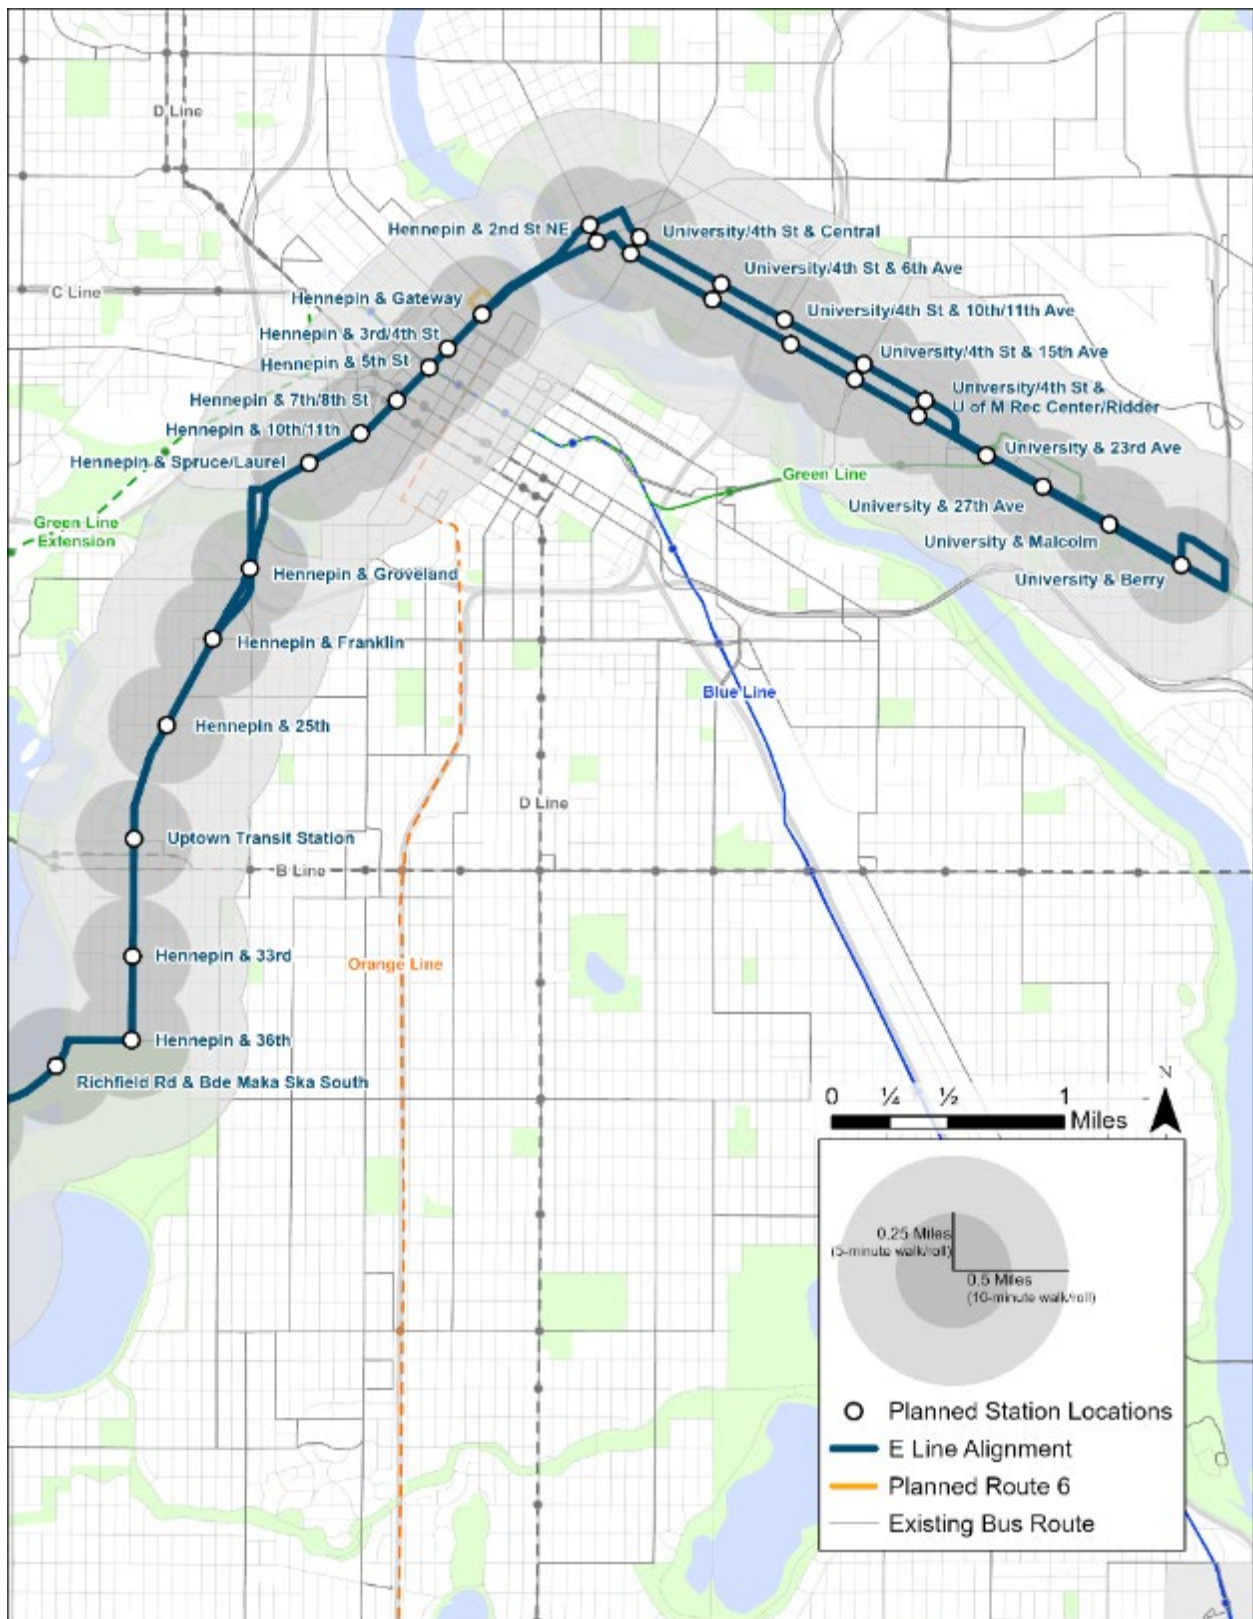 D Line
Hennepin & 2nd St NE
University/4th St & Central
University/4th St & 6th Ave
C Line
Hennepin & Gateway
University/4th St & 10th/11th Ave
Hennepin & 3rd/4th St
University/4th St & 15th Ave
Hennepin & 5th St
University/4th St &
U of M Rec Center/Ridder
Hennepin & 7th/8th St
Hennepin & 10th/11th
University & 23rd Ave
Hennepin & Spruce/Laurel
Green Line
University & 27th Ave
Green Line
Extension
University & Malcolm
Hennepin & Groveland
University & Berry
Hennepin & Franklin
Blue Line
Hennepin & 25th
D Line
Uptown Transit Station
B Line
Hennepin & 33rd
Orange Line
Hennepin & 36th
Richfield Rd & Bde Maka Ska South
N
0 ¼ ½ 1
Miles
0.25 Miles
(5-minute walk/roll)
0.5 Miles
(10-minute walk/roll)
Planned Station Locations
E Line Alignment
Planned Route 6
Existing Bus Route